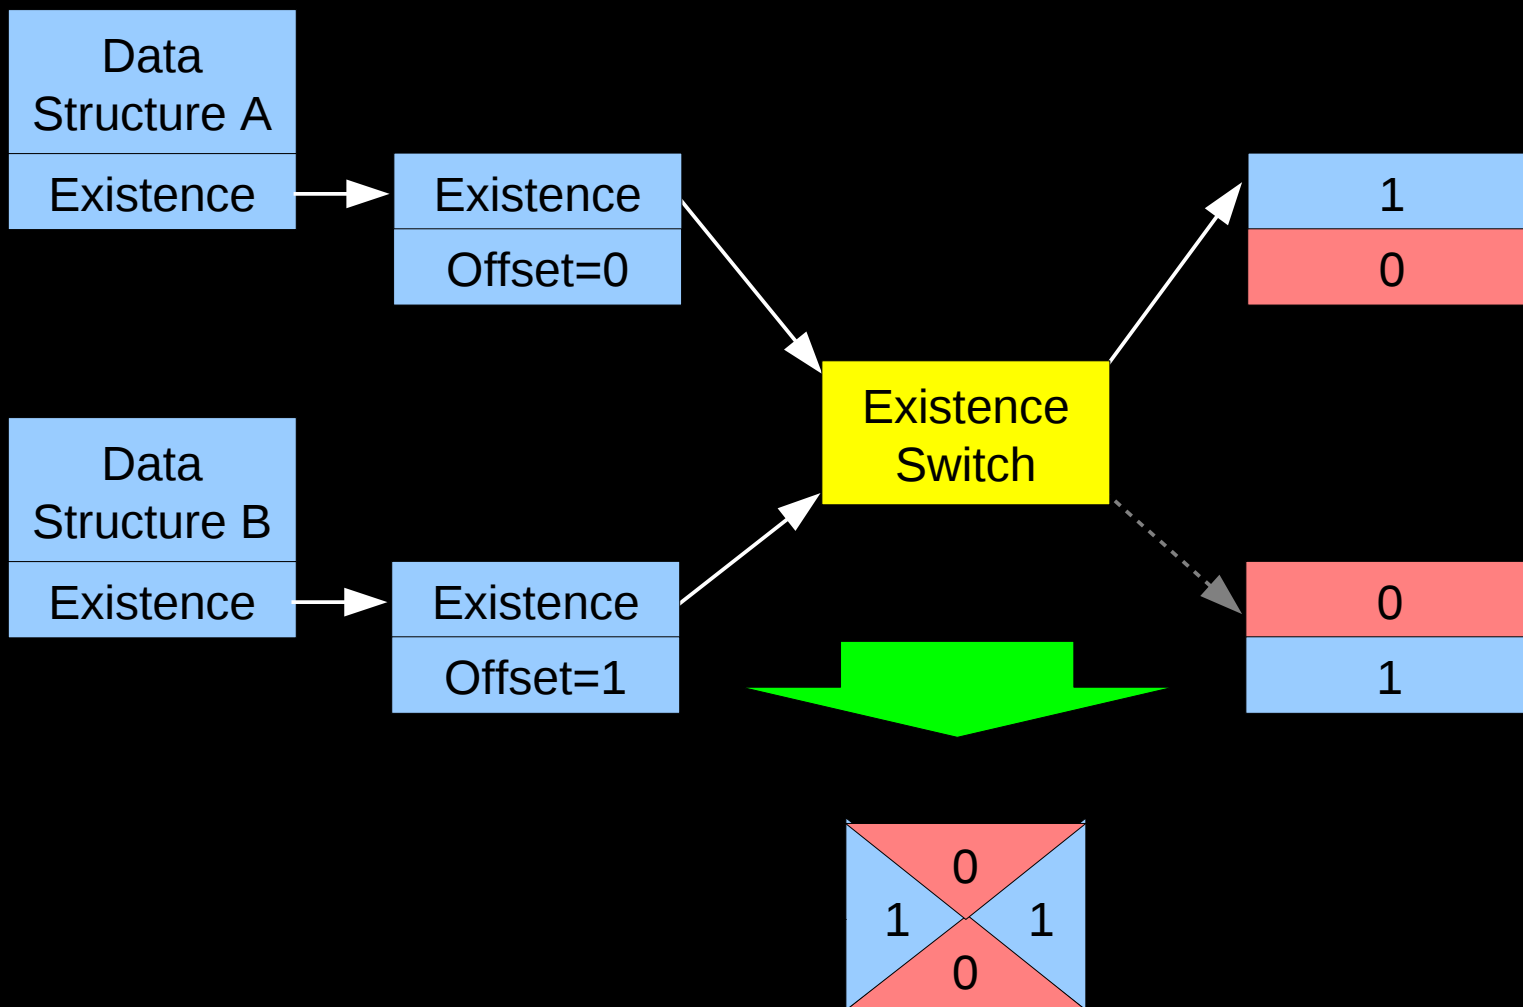 Data
Structure A
Existence
Existence
Offset=0
1
0
Existence
Switch
Data
Structure B
Existence
Existence
Offset=1
0
1
0
1
1
0